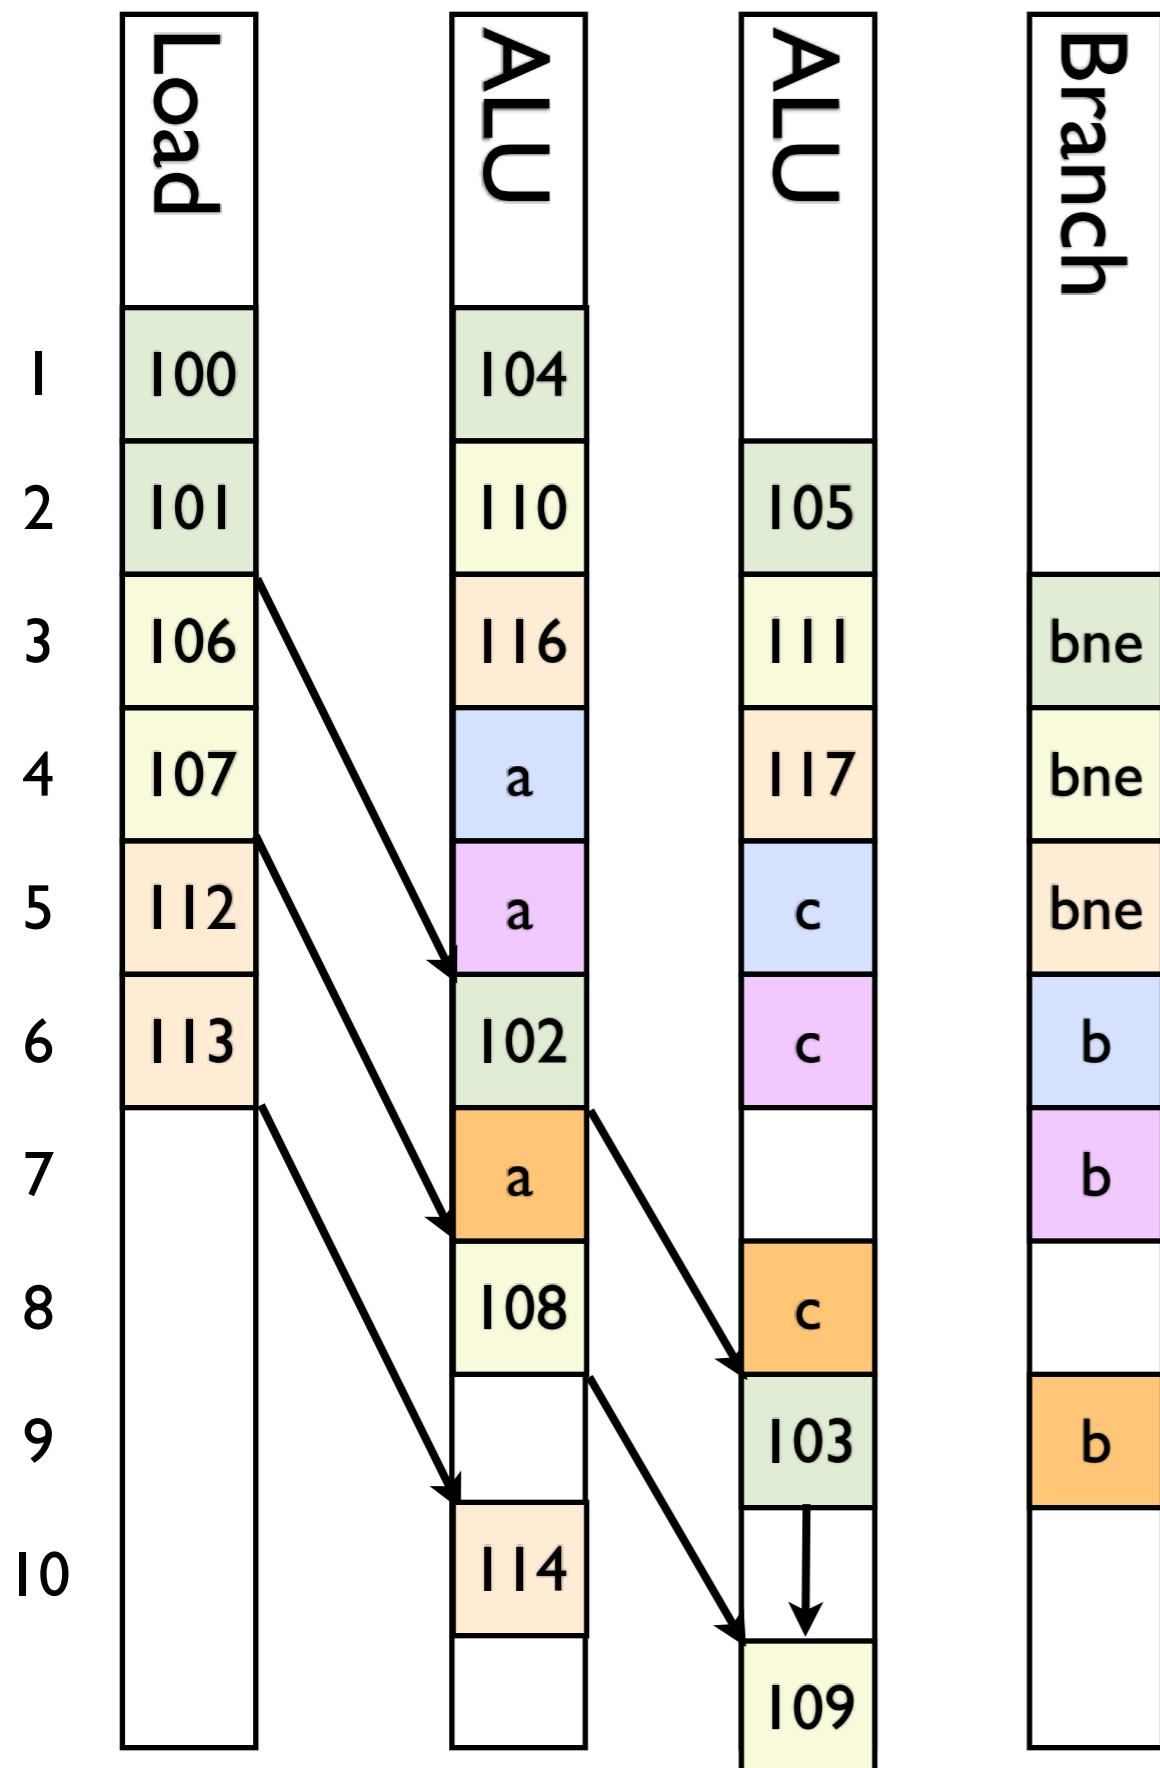 Load ALU ALU Branch
1 100 104
2 101 110 105
3 106 116 111 bne
4 107 a 117 bne
5 112 a c bne
6 113 102 c b
7 a b
8 108 c
9 103 b
10 114
109